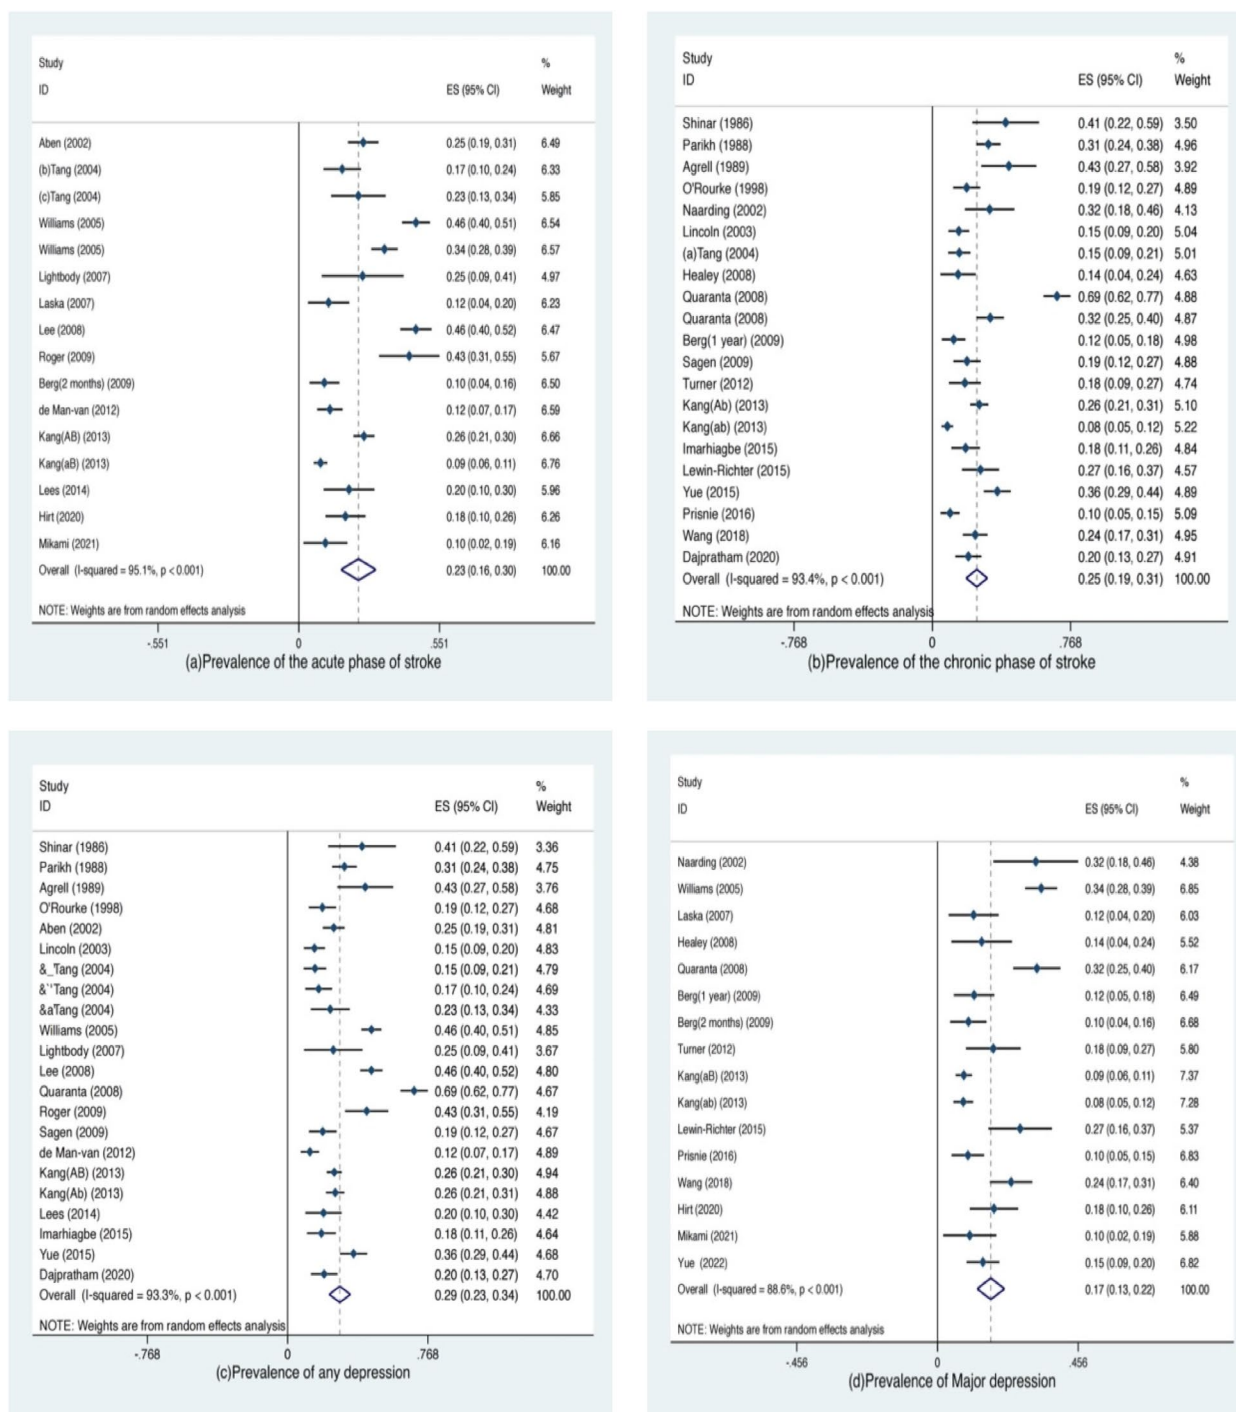 Study %
ID ES (95% CI) Weight
Aben (2002) 0.25 (0.19, 0.31) 6.49
(b)Tang (2004) 0.17 (0.10, 0.24) 6.33
(c)Tang (2004) 0.23 (0.13, 0.34) 5.85
Williams (2005) 0.46 (0.40, 0.51) 6.54
Williams (2005) 0.34 (0.28, 0.39) 6.57
Lightbody (2007) 0.25 (0.09, 0.41) 4.97
Laska (2007) 0.12 (0.04, 0.20) 6.23
Lee (2008) 0.46 (0.40, 0.52) 6.47
Roger (2009) 0.43 (0.31, 0.55) 5.67
Berg(2 months) (2009) 0.10 (0.04, 0.16) 6.50
de Man-van (2012) 0.12 (0.07, 0.17) 6.59
Kang(AB) (2013) 0.26 (0.21, 0.30) 6.66
Kang(aB) (2013) 0.09 (0.06, 0.11) 6.76
Lees (2014) 0.20 (0.10, 0.30) 5.96
Hirt (2020) 0.18 (0.10, 0.26) 6.26
Mikami (2021) 0.10 (0.02, 0.19) 6.16
Overall (I-squared = 95.1%, p < 0.001) 0.23 (0.16, 0.30) 100.00
NOTE: Weights are from random effects analysis
-.551 0 .551
(a)Prevalence of the acute phase of stroke
Study %
ID ES (95% CI) Weight
Shinar (1986) 0.41 (0.22, 0.59) 3.50
Parikh (1988) 0.31 (0.24, 0.38) 4.96
Agrell (1989) 0.43 (0.27, 0.58) 3.92
O'Rourke (1998) 0.19 (0.12, 0.27) 4.89
Naarding (2002) 0.32 (0.18, 0.46) 4.13
Lincoln (2003) 0.15 (0.09, 0.20) 5.04
(a)Tang (2004) 0.15 (0.09, 0.21) 5.01
Healey (2008) 0.14 (0.04, 0.24) 4.63
Quaranta (2008) 0.69 (0.62, 0.77) 4.88
Quaranta (2008) 0.32 (0.25, 0.40) 4.87
Berg(1 year) (2009) 0.12 (0.05, 0.18) 4.98
Sagen (2009) 0.19 (0.12, 0.27) 4.88
Turner (2012) 0.18 (0.09, 0.27) 4.74
Kang(Ab) (2013) 0.26 (0.21, 0.31) 5.10
Kang(ab) (2013) 0.08 (0.05, 0.12) 5.22
Imarhiagbe (2015) 0.18 (0.11, 0.26) 4.84
Lewin-Richter (2015) 0.27 (0.16, 0.37) 4.57
Yue (2015) 0.36 (0.29, 0.44) 4.89
Prisnie (2016) 0.10 (0.05, 0.15) 5.09
Wang (2018) 0.24 (0.17, 0.31) 4.95
Dajpratham (2020) 0.20 (0.13, 0.27) 4.91
Overall (I-squared = 93.4%, p < 0.001) 0.25 (0.19, 0.31) 100.00
NOTE: Weights are from random effects analysis
-.768 0 .768
(b)Prevalence of the chronic phase of stroke
Study %
ID ES (95% CI) Weight
Shinar (1986) 0.41 (0.22, 0.59) 3.36
Parikh (1988) 0.31 (0.24, 0.38) 4.75
Agrell (1989) 0.43 (0.27, 0.58) 3.76
O'Rourke (1998) 0.19 (0.12, 0.27) 4.68
Aben (2002) 0.25 (0.19, 0.31) 4.81
Lincoln (2003) 0.15 (0.09, 0.20) 4.83
&_Tang (2004) 0.15 (0.09, 0.21) 4.79
&`'Tang (2004) 0.17 (0.10, 0.24) 4.69
&aTang (2004) 0.23 (0.13, 0.34) 4.33
Williams (2005) 0.46 (0.40, 0.51) 4.85
Lightbody (2007) 0.25 (0.09, 0.41) 3.67
Lee (2008) 0.46 (0.40, 0.52) 4.80
Quaranta (2008) 0.69 (0.62, 0.77) 4.67
Roger (2009) 0.43 (0.31, 0.55) 4.19
Sagen (2009) 0.19 (0.12, 0.27) 4.67
de Man-van (2012) 0.12 (0.07, 0.17) 4.89
Kang(AB) (2013) 0.26 (0.21, 0.30) 4.94
Kang(Ab) (2013) 0.26 (0.21, 0.31) 4.88
Lees (2014) 0.20 (0.10, 0.30) 4.42
Imarhiagbe (2015) 0.18 (0.11, 0.26) 4.64
Yue (2015) 0.36 (0.29, 0.44) 4.68
Dajpratham (2020) 0.20 (0.13, 0.27) 4.70
Overall (I-squared = 93.3%, p < 0.001) 0.29 (0.23, 0.34) 100.00
NOTE: Weights are from random effects analysis
-.768 0 .768
(c)Prevalence of any depression
Study %
ID ES (95% CI) Weight
Naarding (2002) 0.32 (0.18, 0.46) 4.38
Williams (2005) 0.34 (0.28, 0.39) 6.85
Laska (2007) 0.12 (0.04, 0.20) 6.03
Healey (2008) 0.14 (0.04, 0.24) 5.52
Quaranta (2008) 0.32 (0.25, 0.40) 6.17
Berg(1 year) (2009) 0.12 (0.05, 0.18) 6.49
Berg(2 months) (2009) 0.10 (0.04, 0.16) 6.68
Turner (2012) 0.18 (0.09, 0.27) 5.80
Kang(aB) (2013) 0.09 (0.06, 0.11) 7.37
Kang(ab) (2013) 0.08 (0.05, 0.12) 7.28
Lewin-Richter (2015) 0.27 (0.16, 0.37) 5.37
Prisnie (2016) 0.10 (0.05, 0.15) 6.83
Wang (2018) 0.24 (0.17, 0.31) 6.40
Hirt (2020) 0.18 (0.10, 0.26) 6.11
Mikami (2021) 0.10 (0.02, 0.19) 5.88
Yue (2022) 0.15 (0.09, 0.20) 6.82
Overall (I-squared = 88.6%, p < 0.001) 0.17 (0.13, 0.22) 100.00
NOTE: Weights are from random effects analysis
-.456 0 .456
(d)Prevalence of Major depression